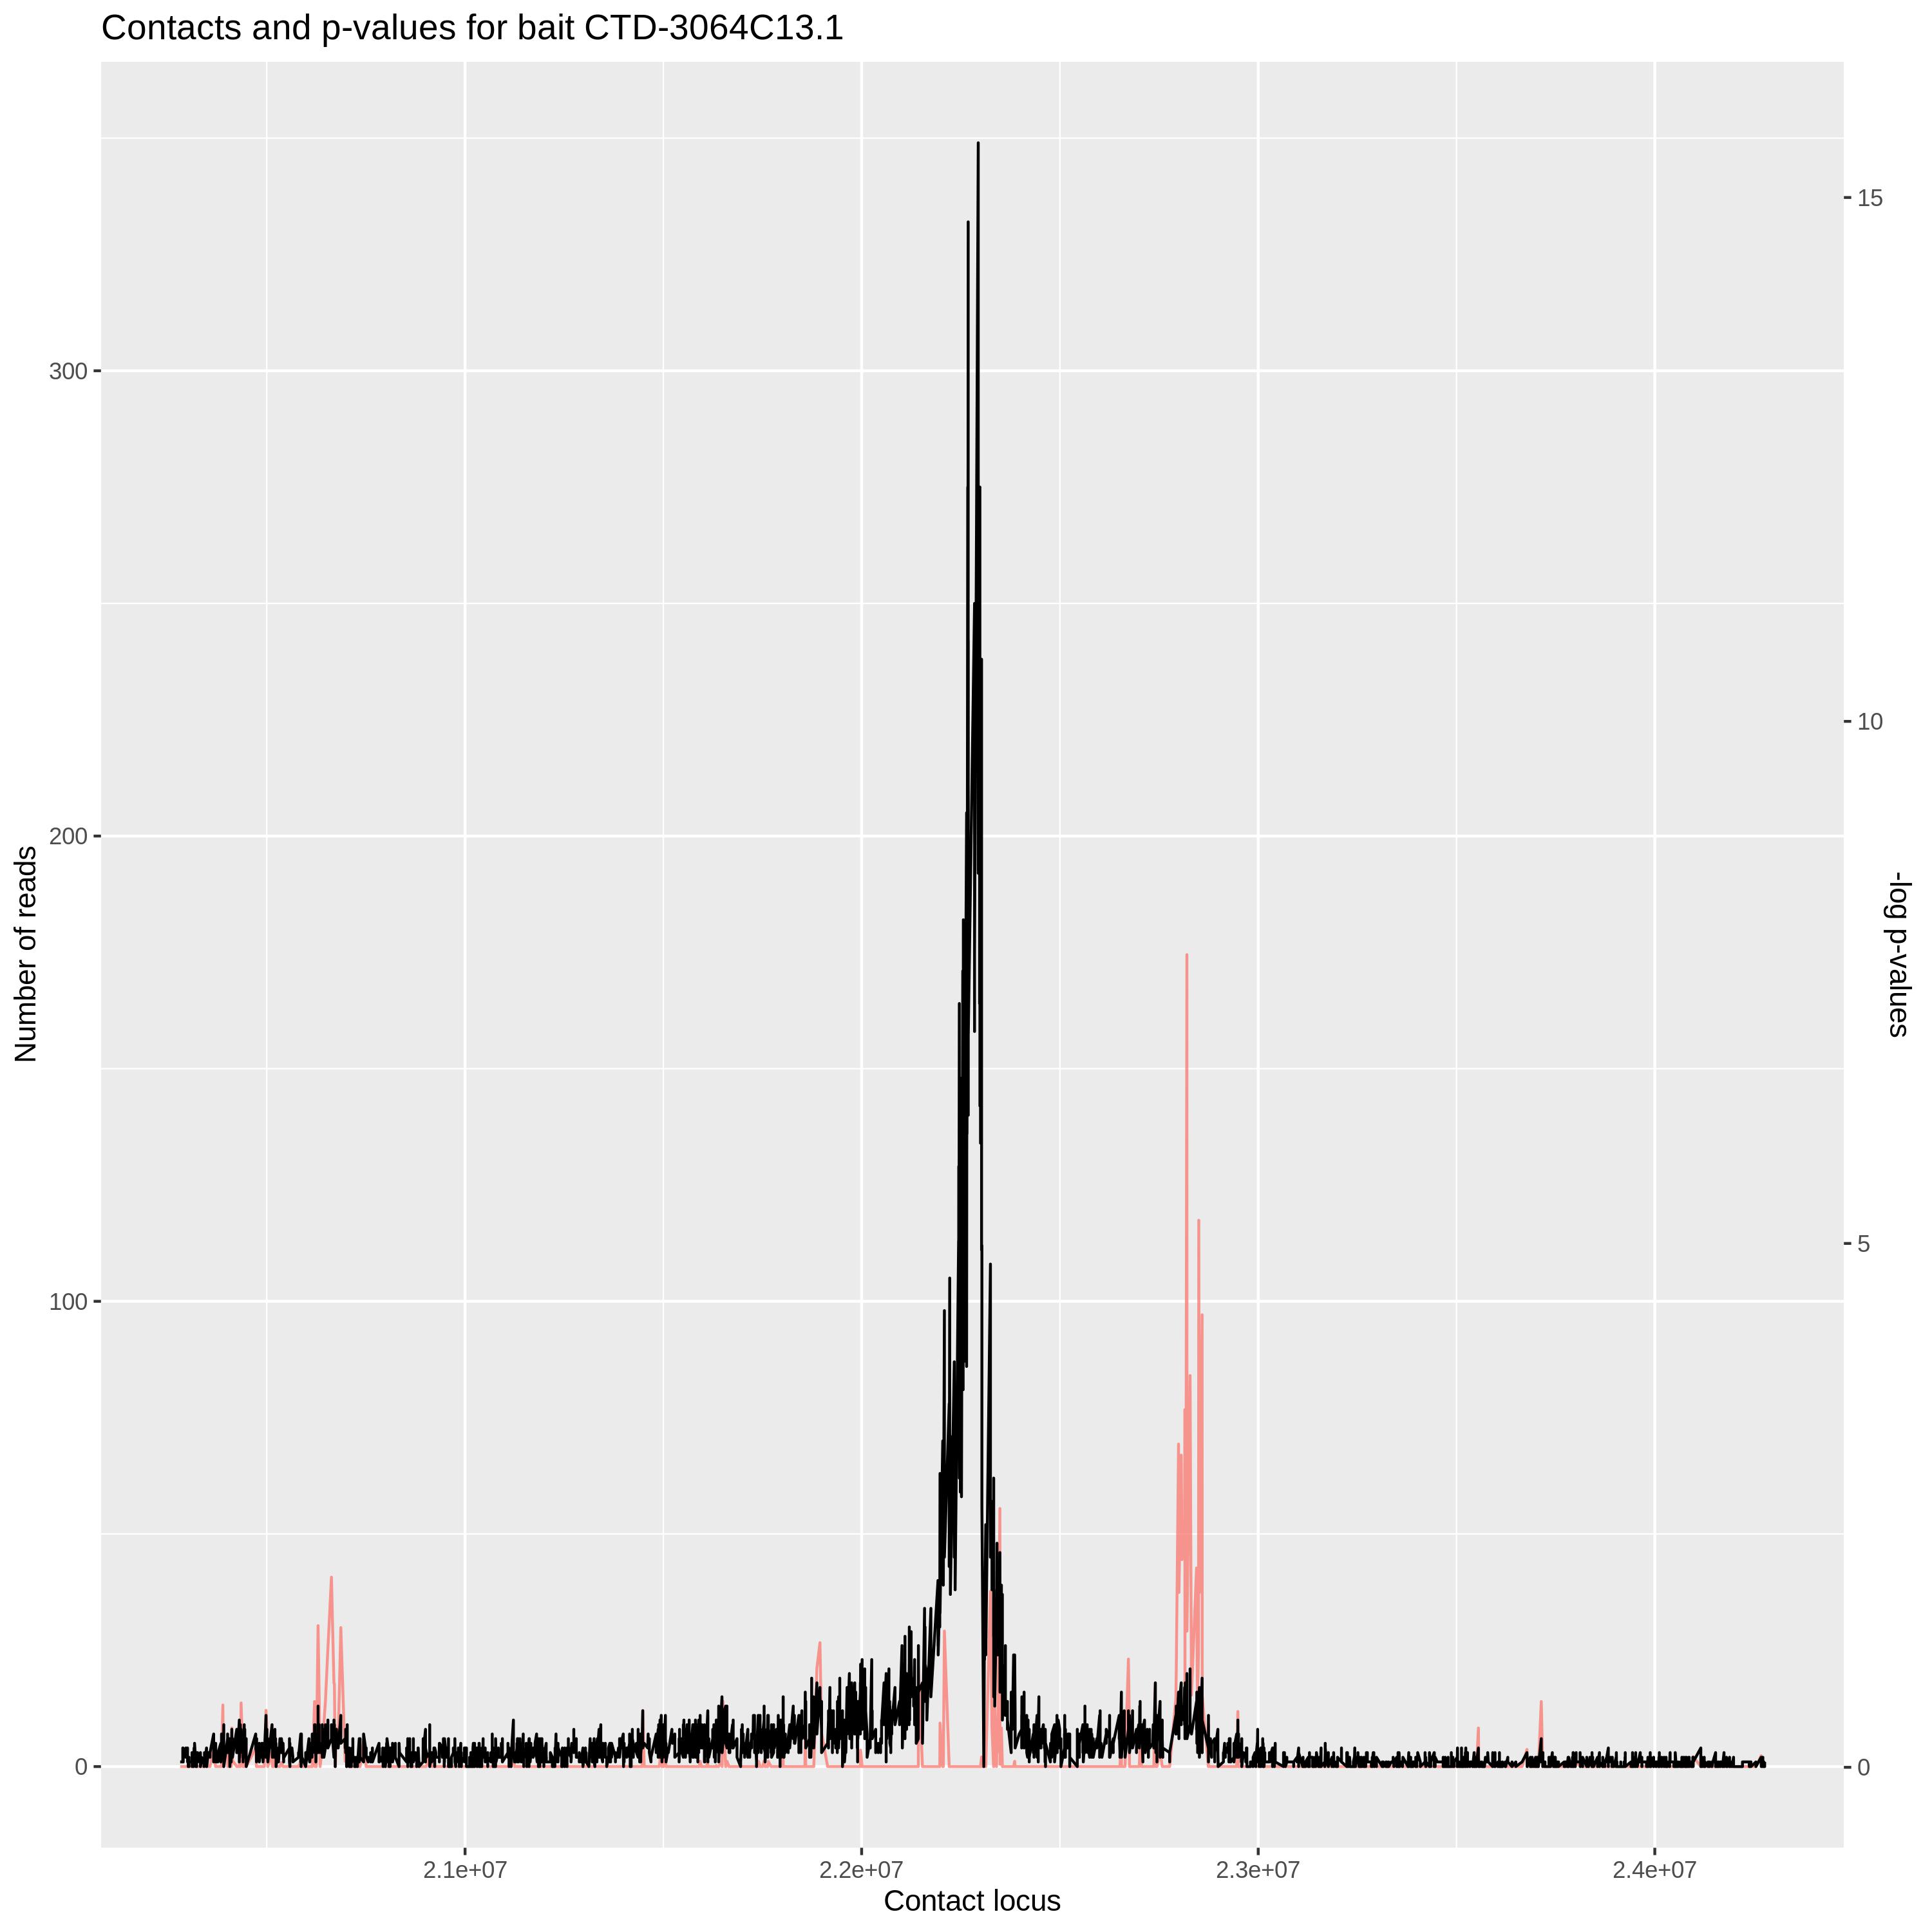 Contacts and p-values for bait CTD-3064C13.1
300
200
100
0
Number of reads
15
10
5
0
-log p-values
2.1e+07
2.2e+07
2.3e+07
2.4e+07
Contact locus